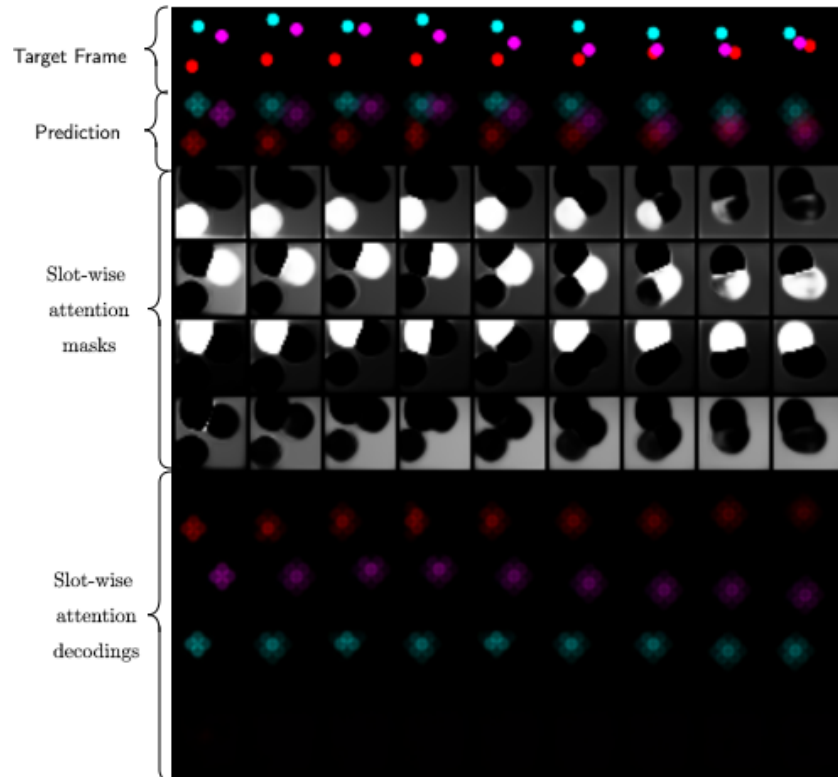 Target Frame
Prediction
Slot-wise
attention
masks
Slot-wise
attention
decodings